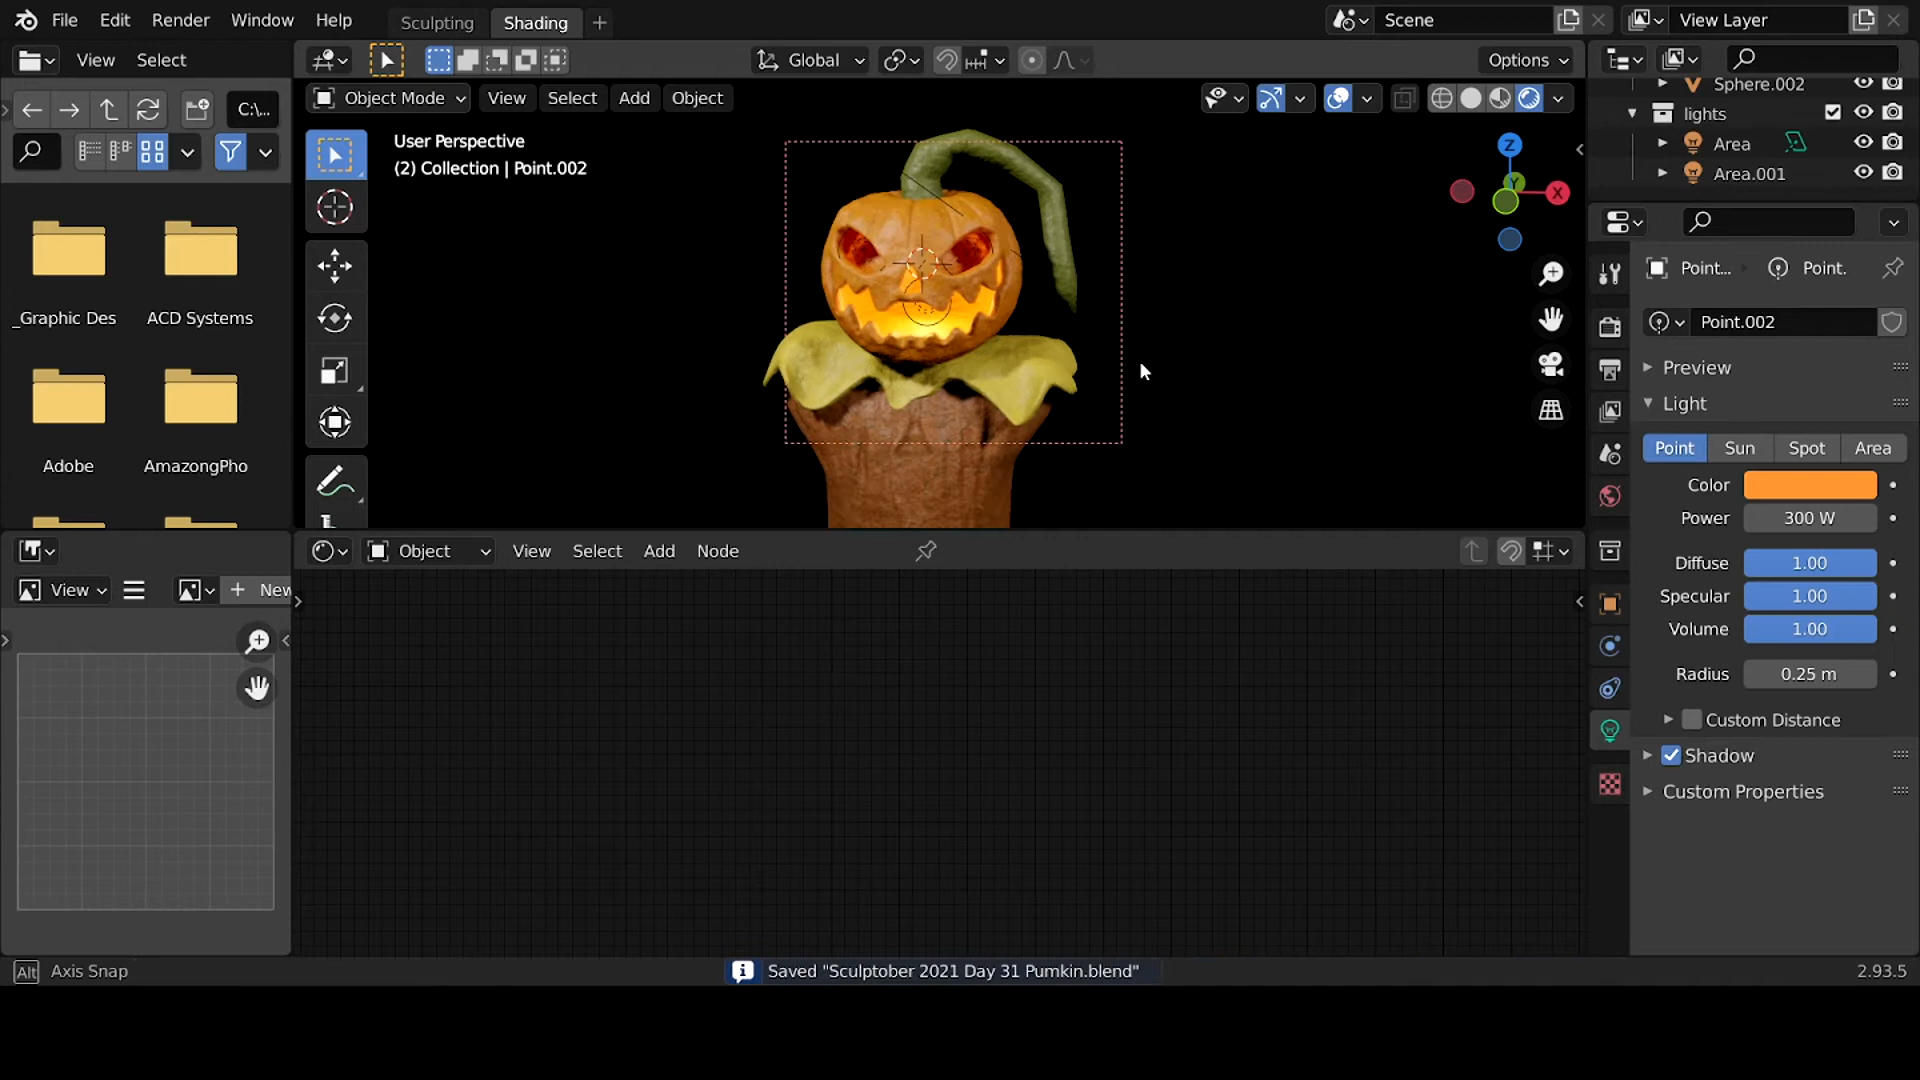 File Edit Render Window Help Sculpting Shading + Scene View Layer
View Select Global Options
C:\... Object Mode View Select Add Object
User Perspective
(2) Collection | Point.002
Sphere.002
lights
Area
Area.001
Z
Y
X
_Graphic Des ACD Systems
Adobe AmazongPho
Point... Point.
Point.002
Preview
Light
Point Sun Spot Area
Color
Power 300 W
Diffuse 1.00
Specular 1.00
Volume 1.00
Radius 0.25 m
Custom Distance
Shadow
Custom Properties
Object View Select Add Node
View + New
Alt Axis Snap Saved "Sculptober 2021 Day 31 Pumkin.blend" 2.93.5